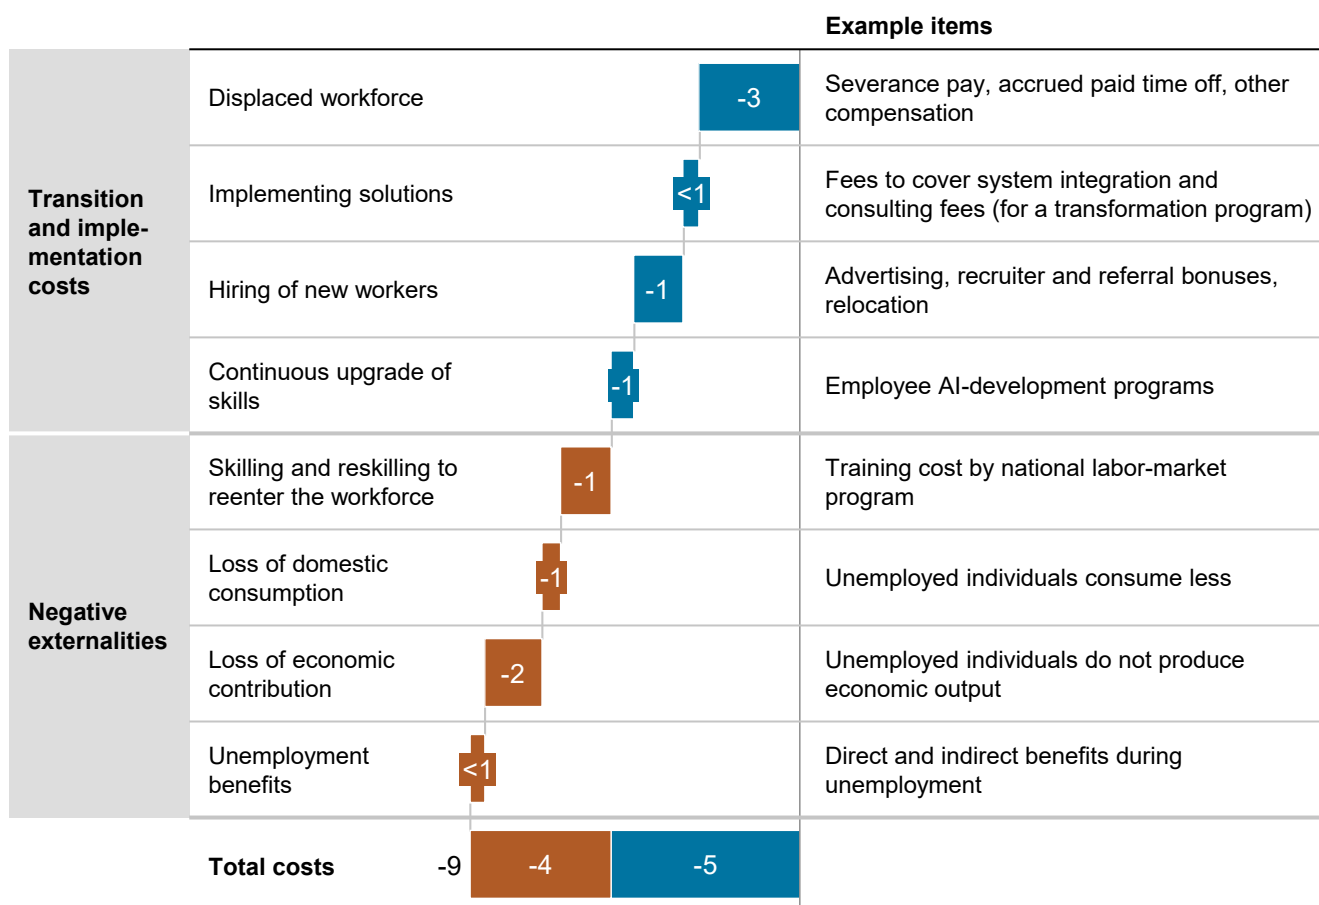 Example items
Transition
and imple-
mentation
costs
Displaced workforce
-3
Severance pay, accrued paid time off, other
compensation
Implementing solutions
<1
Fees to cover system integration and
consulting fees (for a transformation program)
Hiring of new workers
-1
Advertising, recruiter and referral bonuses,
relocation
Continuous upgrade of
skills
-1
Employee AI-development programs
Negative
externalities
Skilling and reskilling to
reenter the workforce
-1
Training cost by national labor-market
program
Loss of domestic
consumption
-1
Unemployed individuals consume less
Loss of economic
contribution
-2
Unemployed individuals do not produce
economic output
Unemployment
benefits
<1
Direct and indirect benefits during
unemployment
Total costs
-9
-4
-5